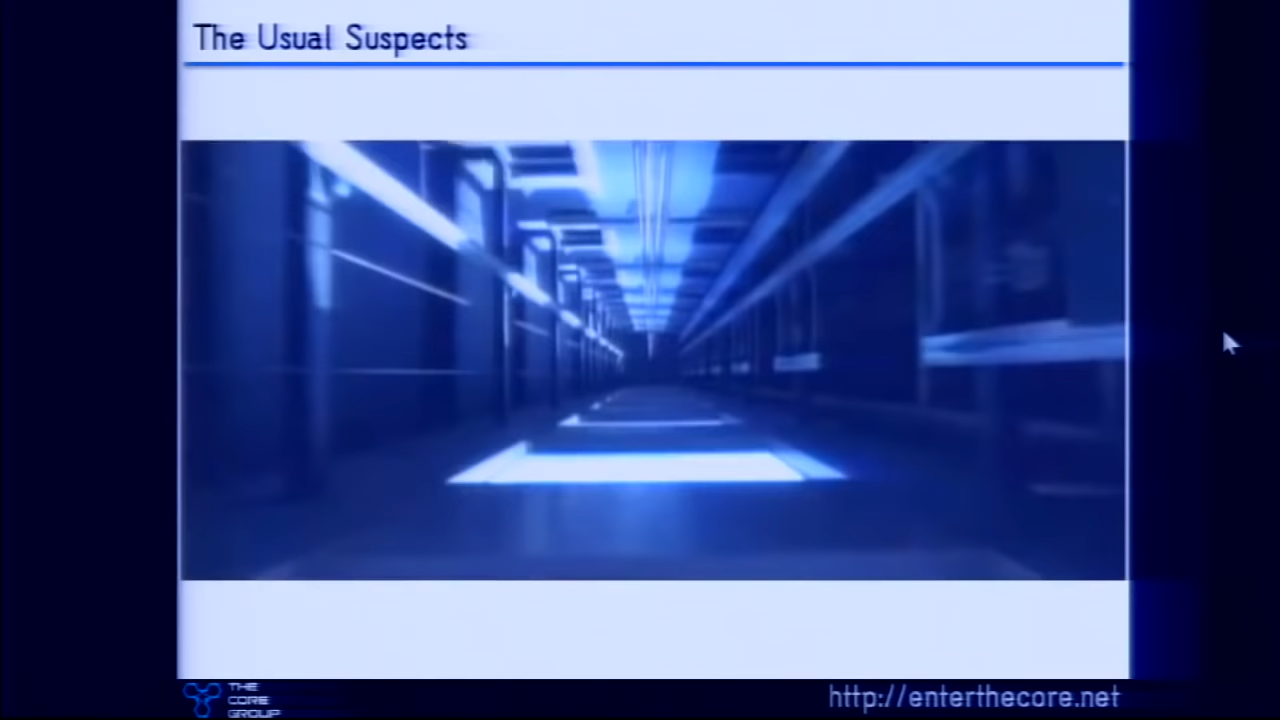 The Usual Suspects
THE
CORE
GROUP
http://enterthecore.net